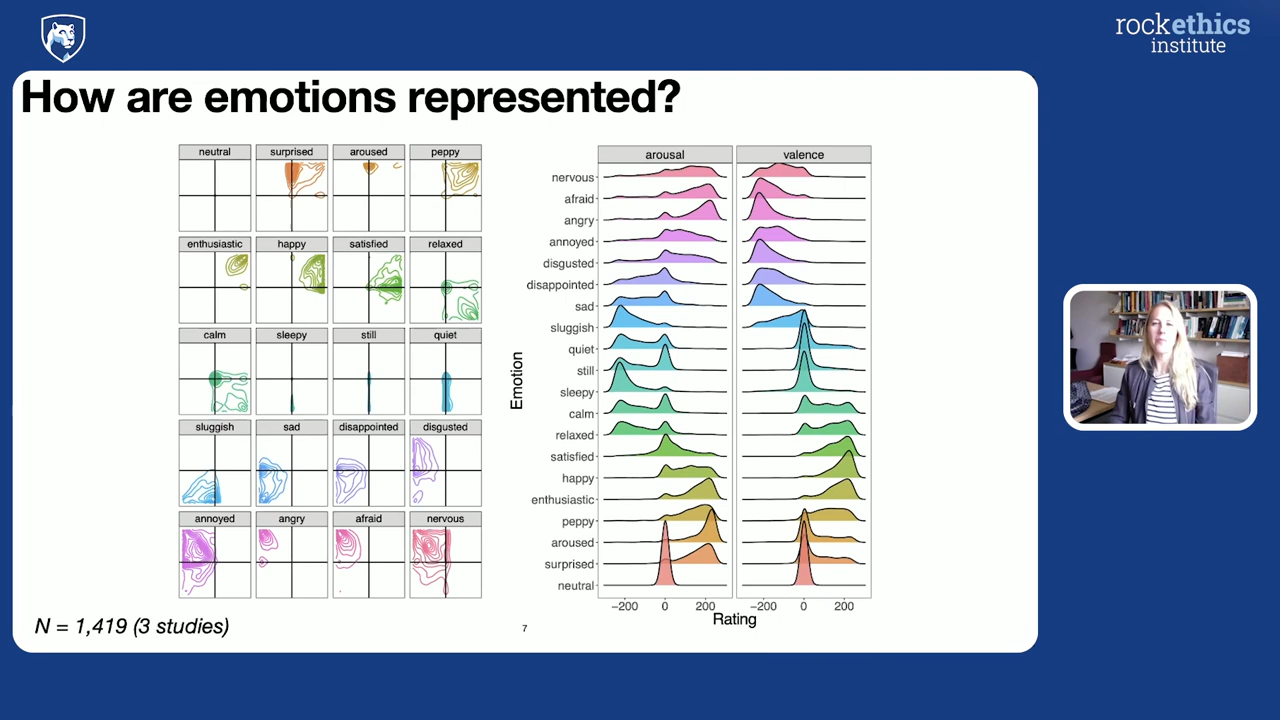 rockethics
institute
How are emotions represented?
neutral surprised aroused peppy
enthusiastic happy satisfied relaxed
calm sleepy still quiet
sluggish sad disappointed disgusted
annoyed angry afraid nervous
arousal valence
nervous
afraid
angry
annoyed
disgusted
disappointed
sad
sluggish
quiet
still
sleepy
calm
relaxed
satisfied
happy
enthusiastic
peppy
aroused
surprised
neutral
Emotion
−200 0 200 −200 0 200
Rating
N = 1,419 (3 studies)
7